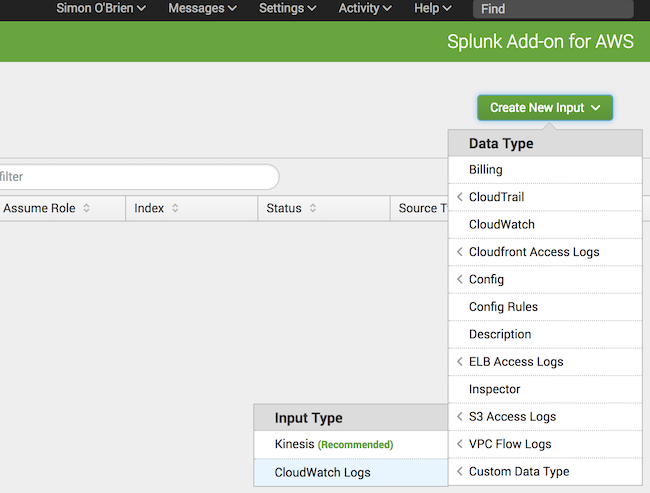 Simon O'Brien Messages Settings Activity Help Find
Splunk Add-on for AWS
Create New Input
Data Type
Billing
filter
CloudTrail
Assume Role Index Status Source T
CloudWatch
Cloudfront Access Logs
Config
Config Rules
Description
ELB Access Logs
Inspector
Input Type
S3 Access Logs
Kinesis (Recommended)
VPC Flow Logs
CloudWatch Logs
Custom Data Type